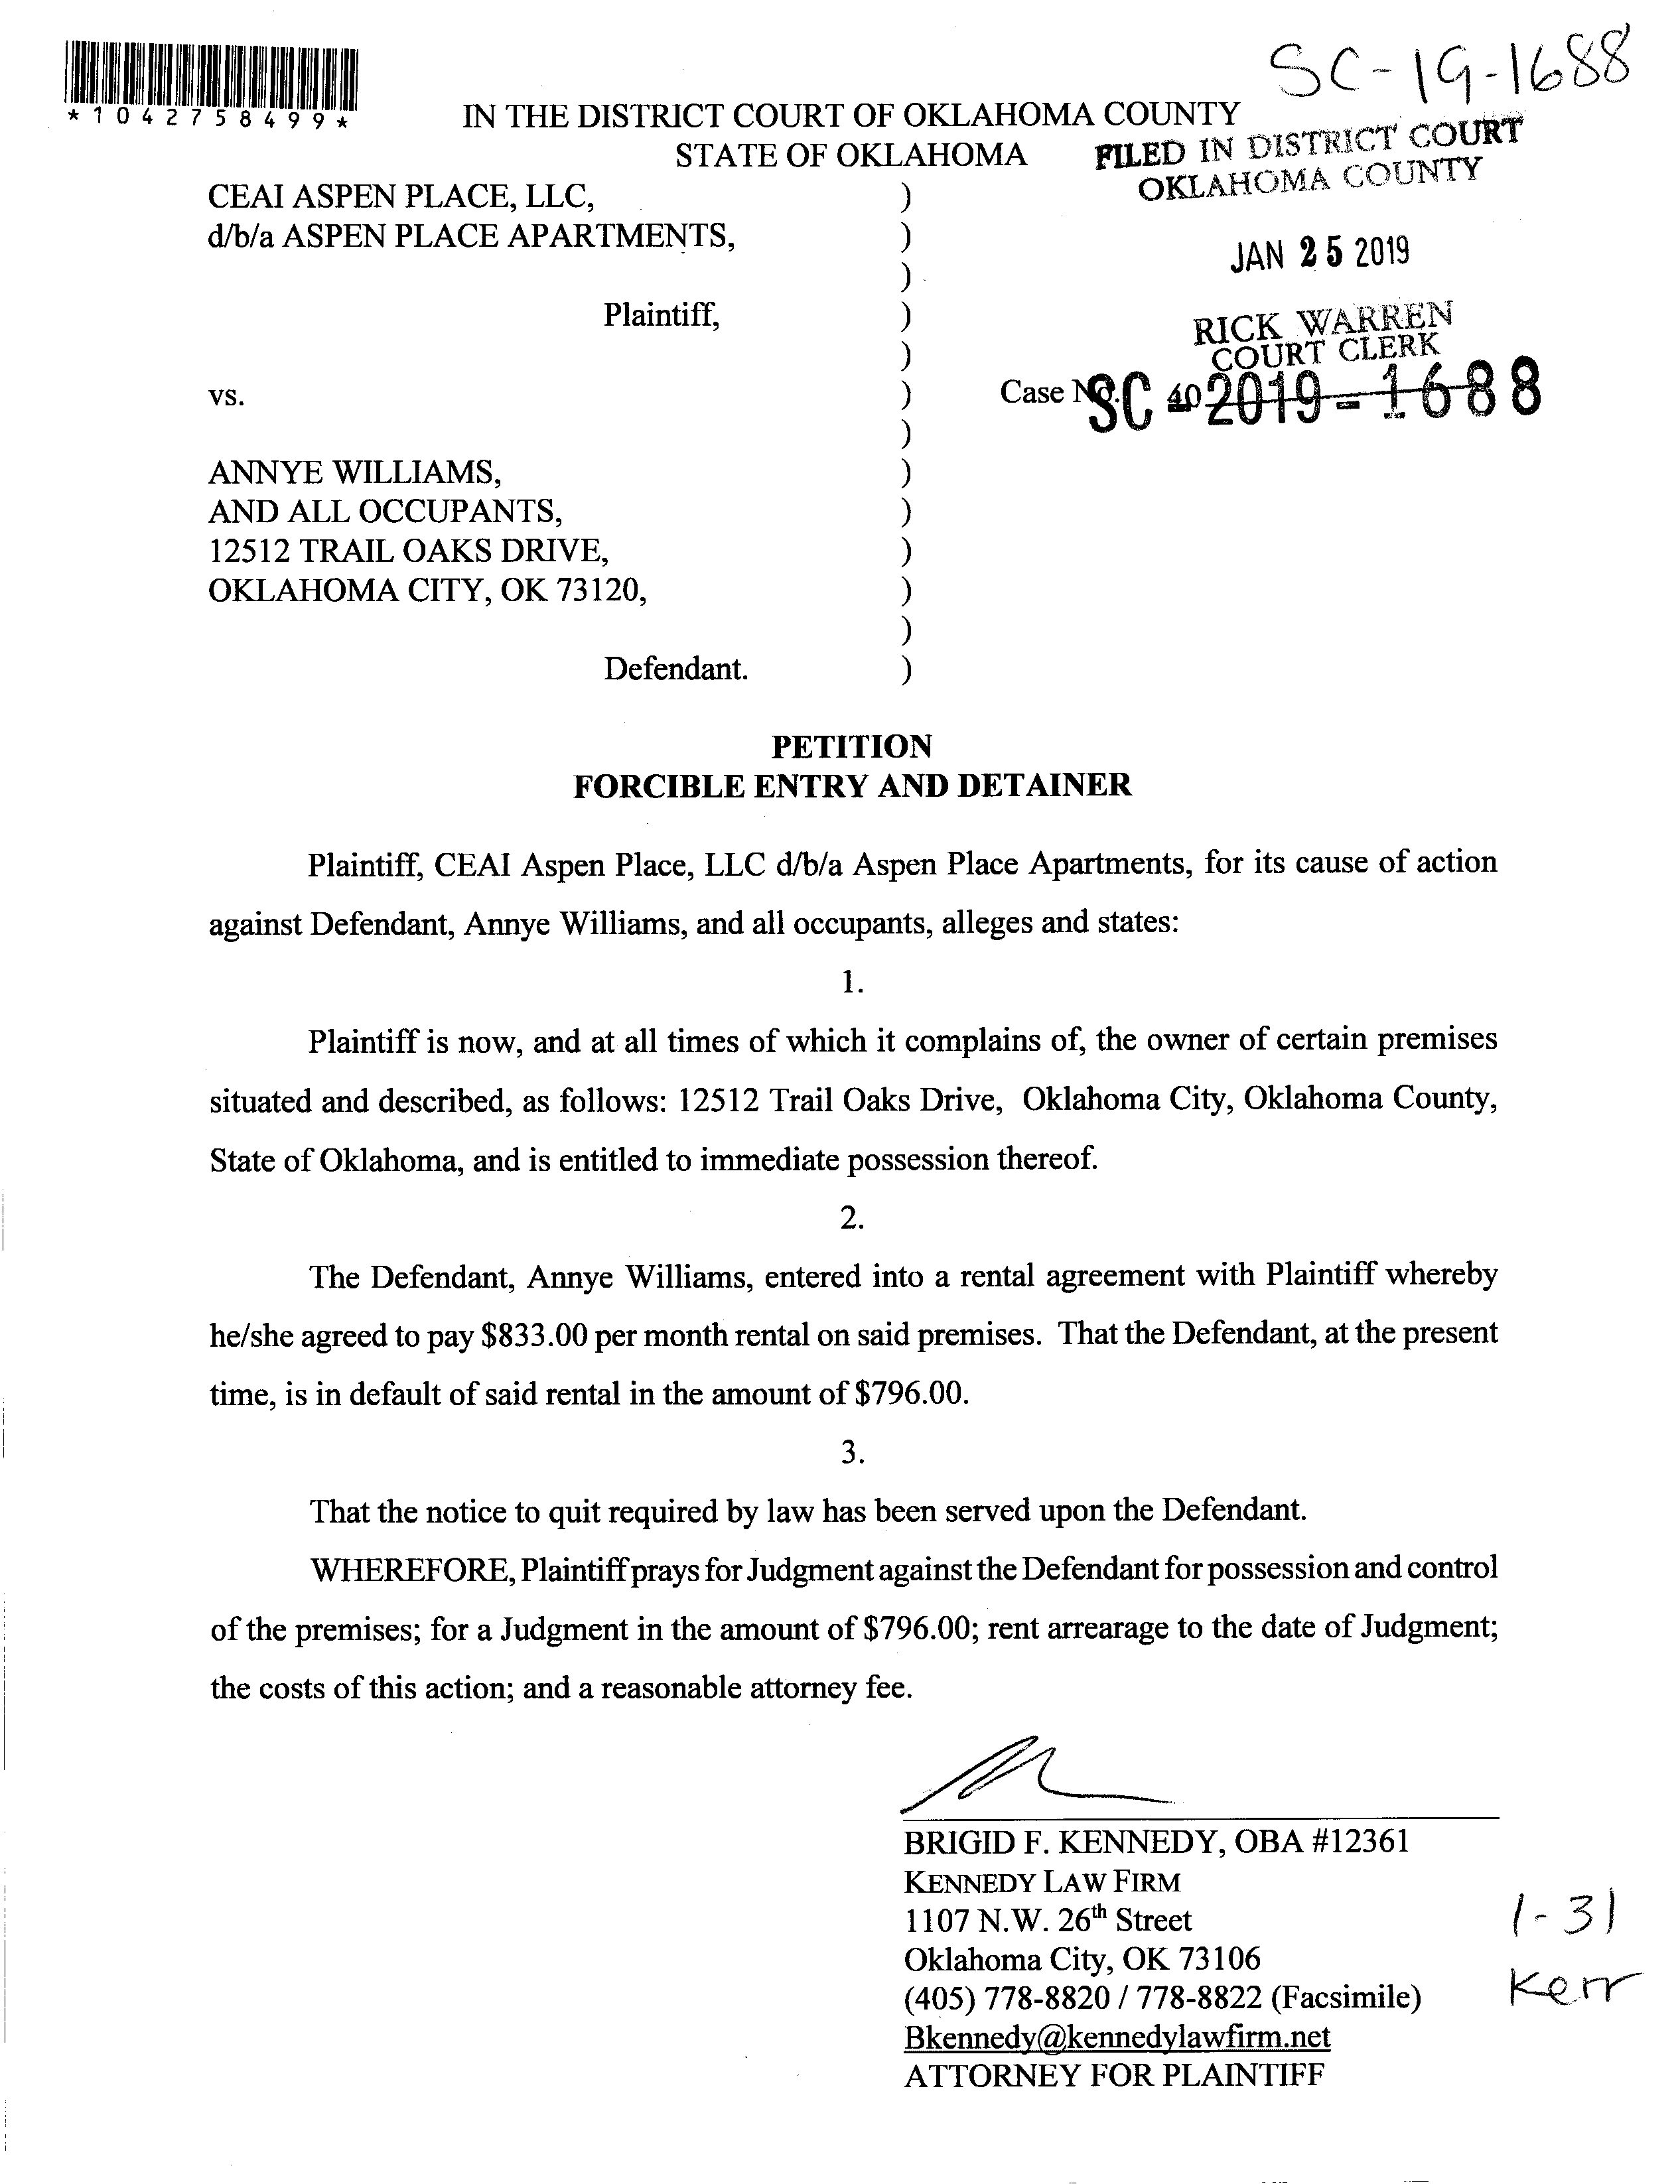 SC-19-1688
*1042758499*
IN THE DISTRICT COURT OF OKLAHOMA COUNTY
STATE OF OKLAHOMA
FILED IN DISTRICT COURT
OKLAHOMA COUNTY
CEAI ASPEN PLACE, LLC, )
d/b/a ASPEN PLACE APARTMENTS, )
JAN 25 2019
)
Plaintiff, )
RICK WARREN
COURT CLERK
)
vs. ) Case No. SC - 2019 - 1688
40
)
ANNYE WILLIAMS, )
AND ALL OCCUPANTS, )
12512 TRAIL OAKS DRIVE, )
OKLAHOMA CITY, OK 73120, )
)
Defendant. )
PETITION
FORCIBLE ENTRY AND DETAINER
Plaintiff, CEAI Aspen Place, LLC d/b/a Aspen Place Apartments, for its cause of action
against Defendant, Annye Williams, and all occupants, alleges and states:
1.
Plaintiff is now, and at all times of which it complains of, the owner of certain premises
situated and described, as follows: 12512 Trail Oaks Drive, Oklahoma City, Oklahoma County,
State of Oklahoma, and is entitled to immediate possession thereof.
2.
The Defendant, Annye Williams, entered into a rental agreement with Plaintiff whereby
he/she agreed to pay $833.00 per month rental on said premises. That the Defendant, at the present
time, is in default of said rental in the amount of $796.00.
3.
That the notice to quit required by law has been served upon the Defendant.
WHEREFORE, Plaintiff prays for Judgment against the Defendant for possession and control
of the premises; for a Judgment in the amount of $796.00; rent arrearage to the date of Judgment;
the costs of this action; and a reasonable attorney fee.
BRIGID F. KENNEDY, OBA #12361
KENNEDY LAW FIRM
1107 N.W. 26th Street
Oklahoma City, OK 73106
(405) 778-8820 / 778-8822 (Facsimile)
Bkennedy@kennedylawfirm.net
ATTORNEY FOR PLAINTIFF
1-31
Kerr